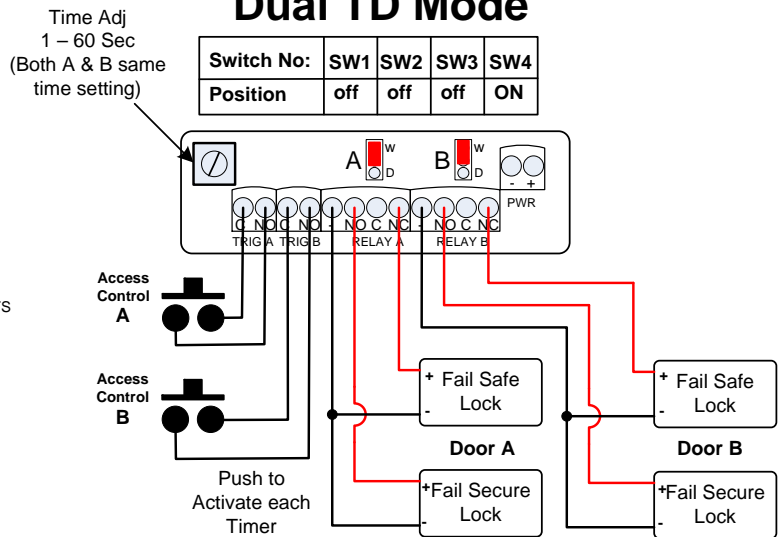 Dual TD Mode
Time Adj
1 – 60 Sec
(Both A & B same
time setting)
Switch No: SW1 SW2 SW3 SW4
Position off off off ON
A W D
B W D
- +
PWR
C NO C NO - NO C NC - NO C NC
TRIG A TRIG B RELAY A RELAY B
Access
Control
A
Access
Control
B
Push to
Activate each
Timer
+ Fail Safe
- Lock
Door A
+Fail Secure
- Lock
+ Fail Safe
- Lock
Door B
+Fail Secure
- Lock